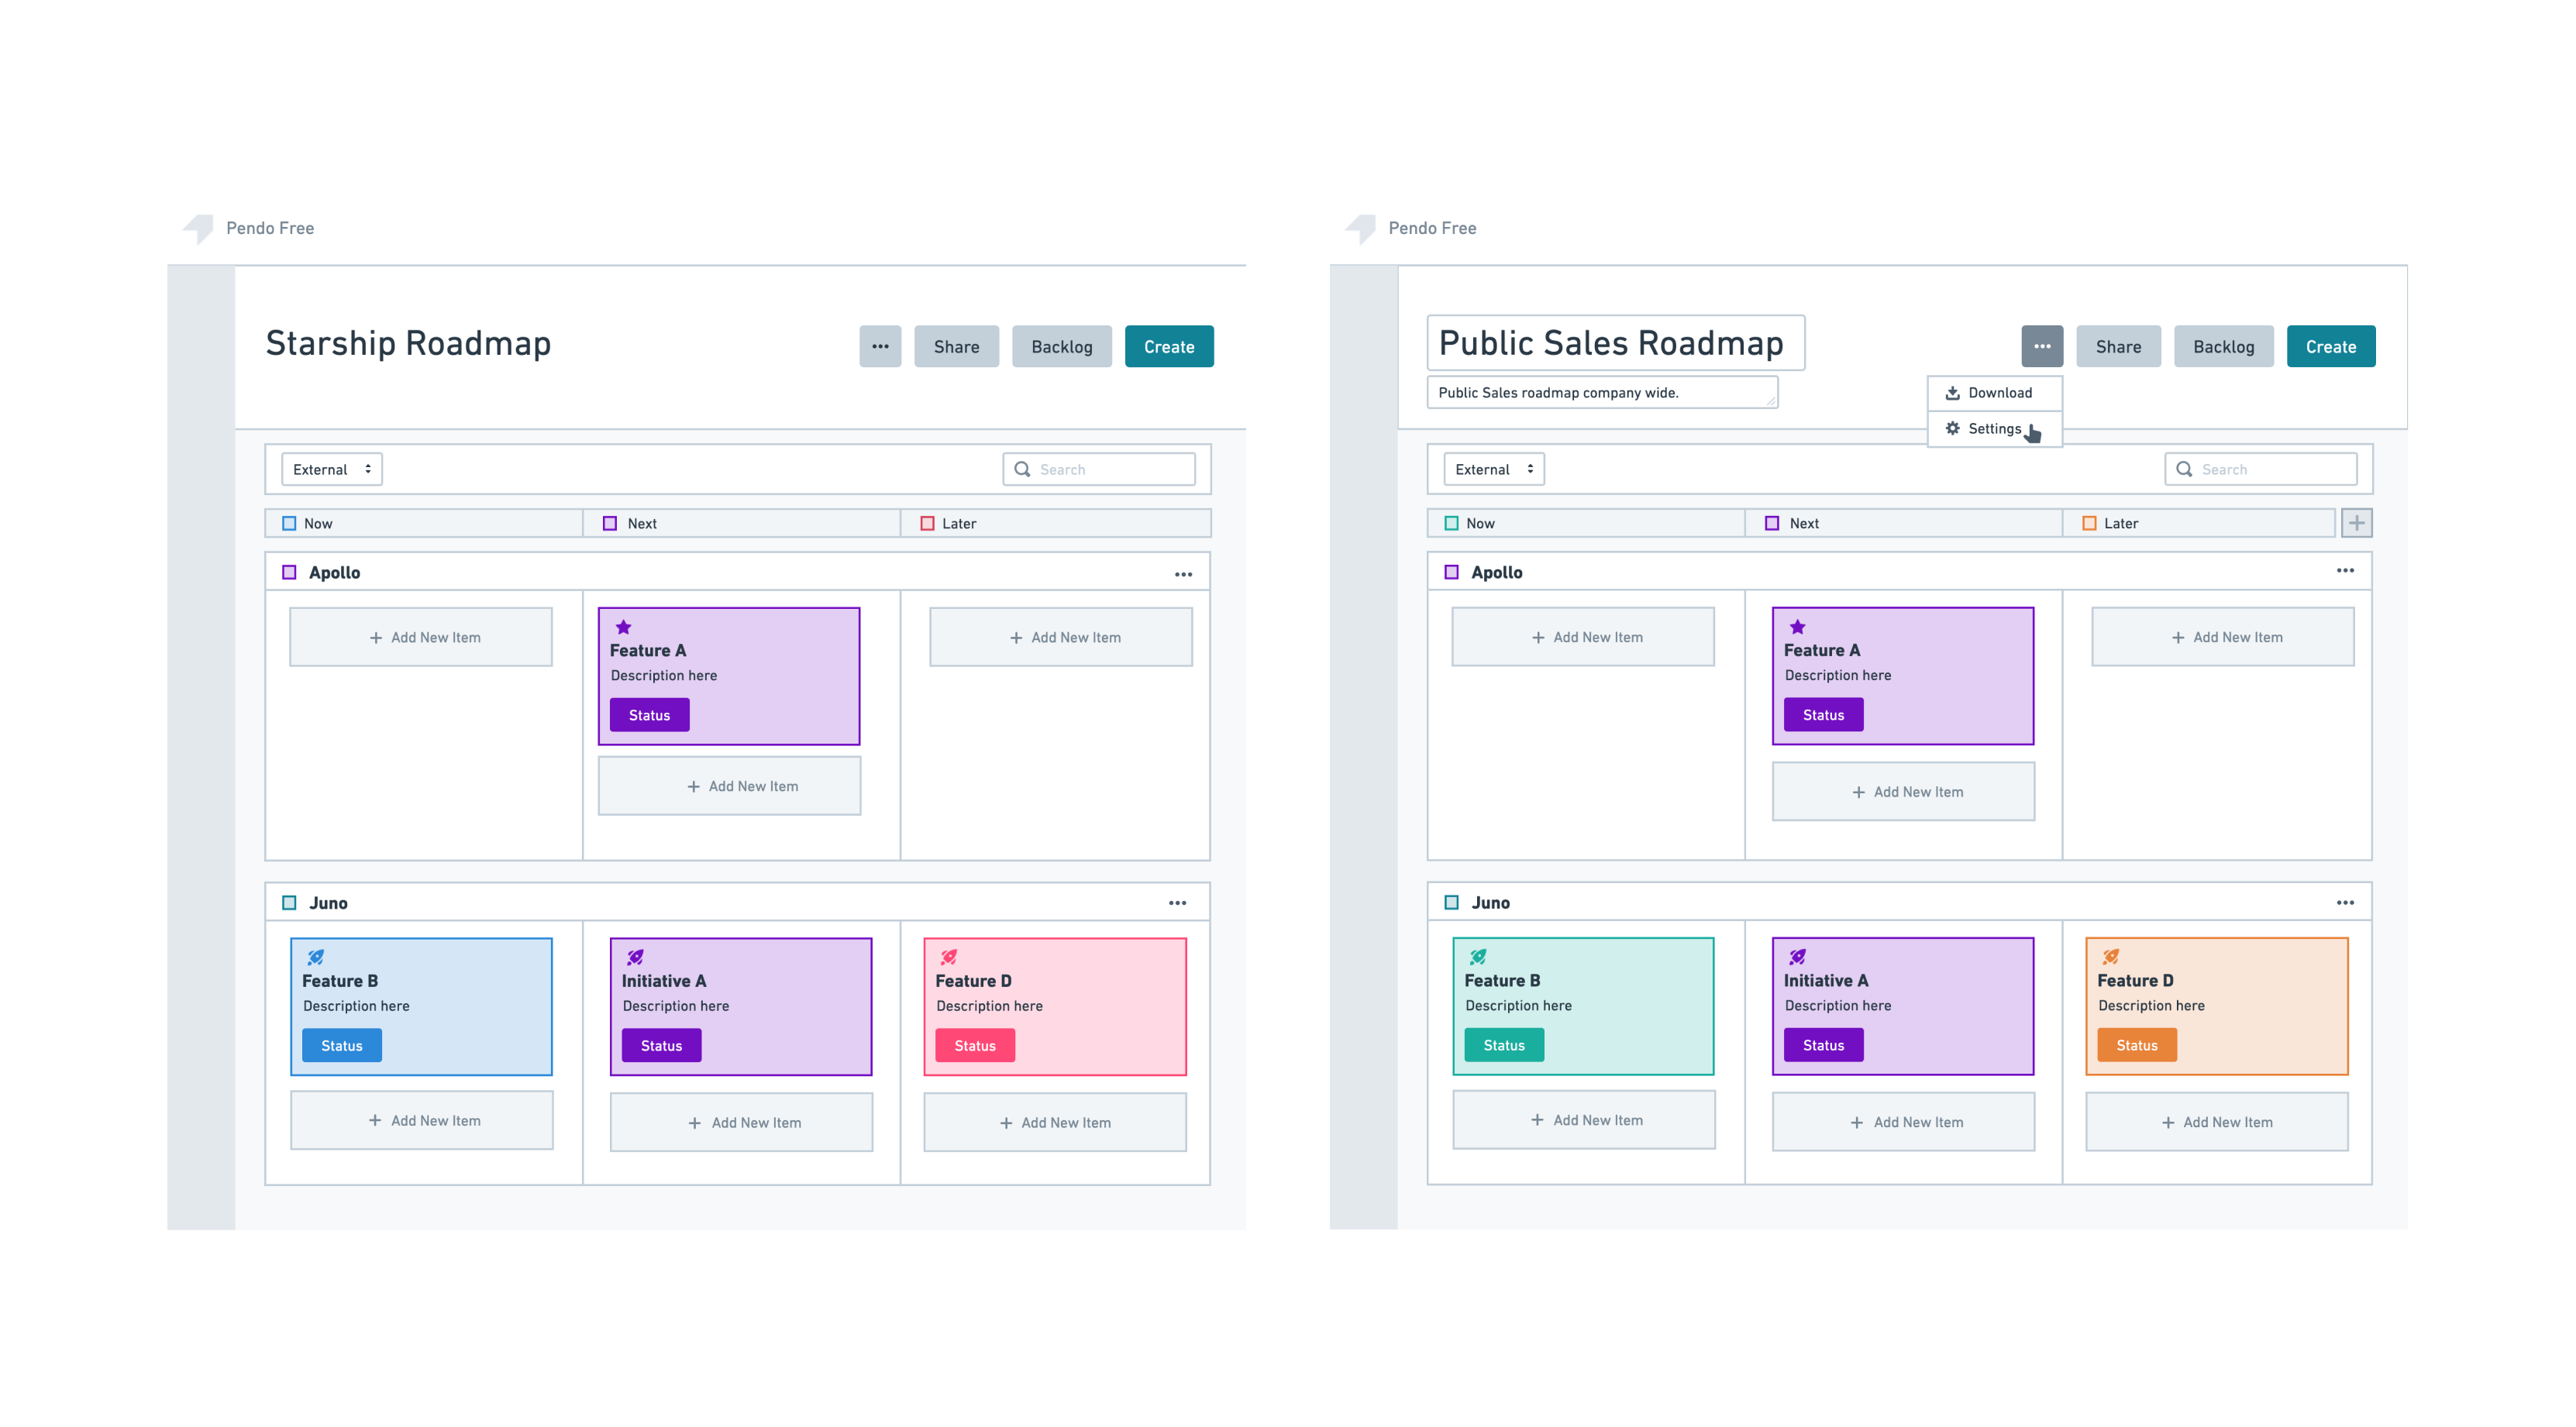 Pendo Free
Starship Roadmap
Share
Backlog
Create
External
Search
Now
Next
Later
Apollo
Add New Item
Feature A
Description here
Status
Add New Item
Add New Item
Juno
Feature B
Description here
Status
Add New Item
Initiative A
Description here
Status
Add New Item
Feature D
Description here
Status
Add New Item
Pendo Free
Public Sales Roadmap
Public Sales roadmap company wide.
Share
Backlog
Create
Download
Settings
External
Search
Now
Next
Later
Apollo
Add New Item
Feature A
Description here
Status
Add New Item
Add New Item
Juno
Feature B
Description here
Status
Add New Item
Initiative A
Description here
Status
Add New Item
Feature D
Description here
Status
Add New Item